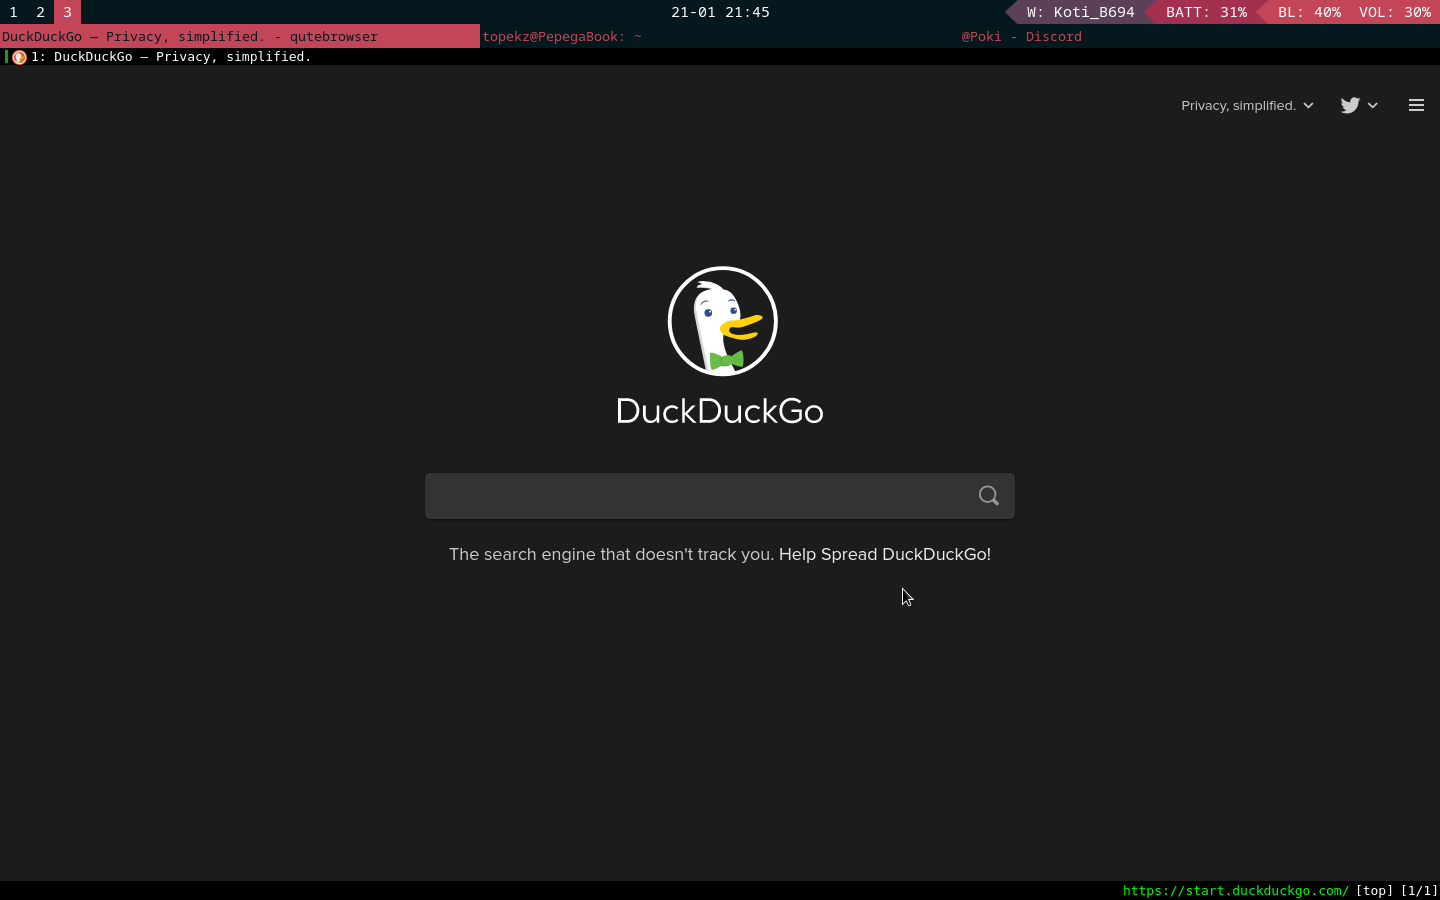 1 2 3 21-01 21:45 W: Koti_B694 BATT: 31% BL: 40% VOL: 30%
DuckDuckGo — Privacy, simplified. - qutebrowser topekz@PepegaBook: ~ @Poki - Discord
1: DuckDuckGo — Privacy, simplified.
Privacy, simplified.
DuckDuckGo
The search engine that doesn't track you. Help Spread DuckDuckGo!
https://start.duckduckgo.com/ [top] [1/1]